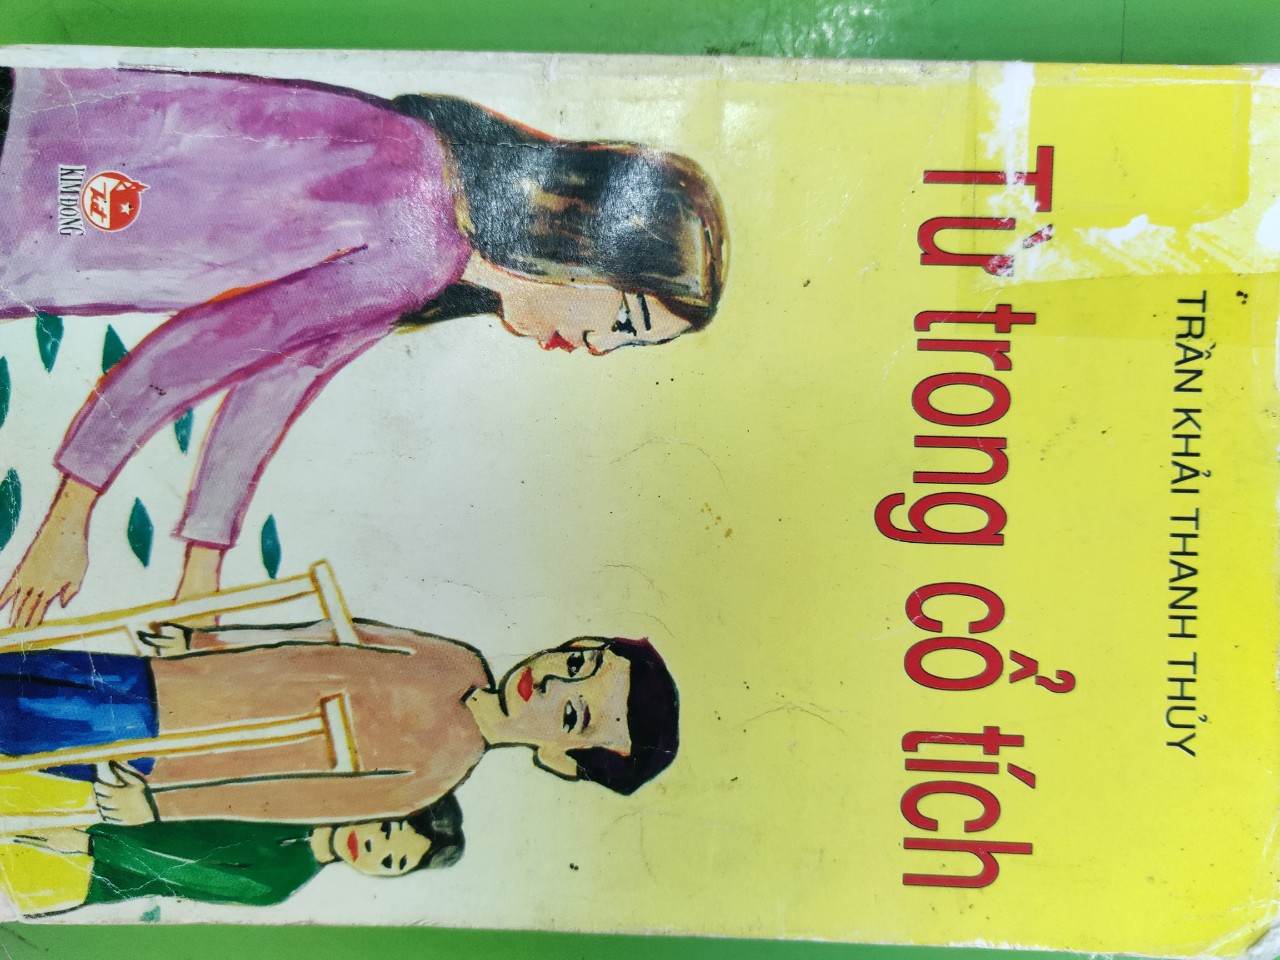 TRẦN KHẢI THANH THỦY
Từ trong cổ tích
KIM ĐỒNG